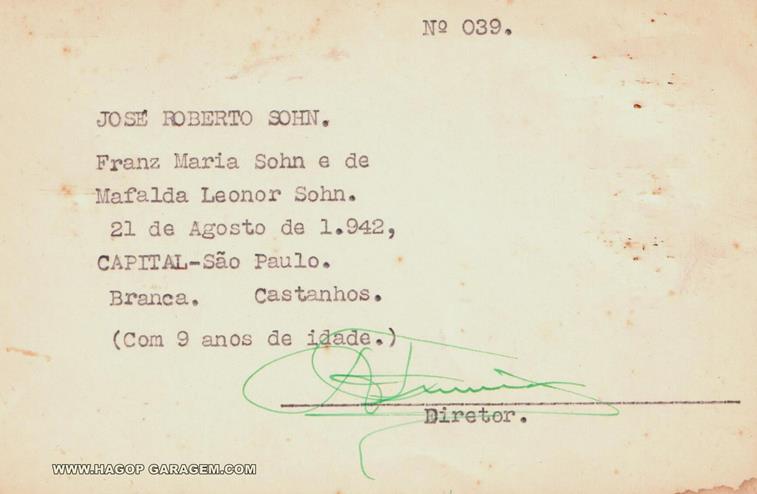 Nº 039.
JOSÉ ROBERTO SOHN.
Franz Maria Sohn e de
Mafalda Leonor Sohn.
21 de Agosto de 1.942,
CAPITAL-São Paulo.
Branca. Castanhos.
(Com 9 anos de idade.)
Diretor.
WWW.HAGOP GARAGEM.COM